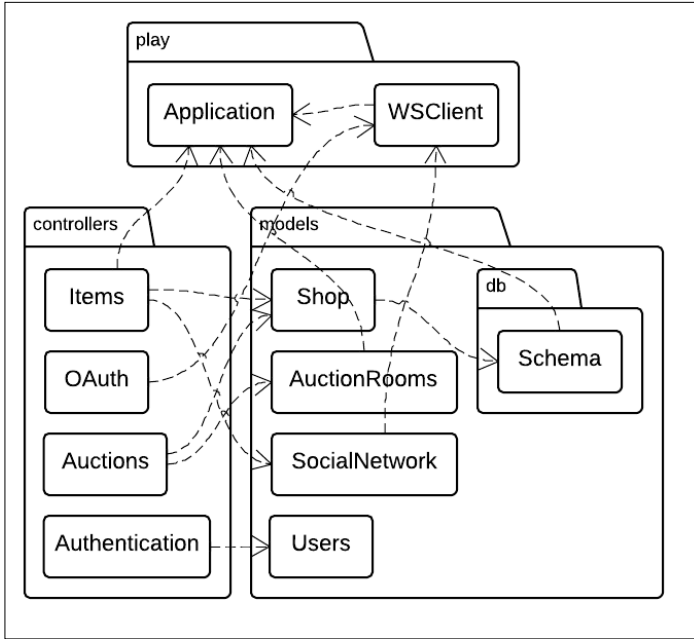 play
Application
WSClient
controllers
models
Items
Shop
db
Schema
OAuth
AuctionRooms
Auctions
SocialNetwork
Authentication
Users